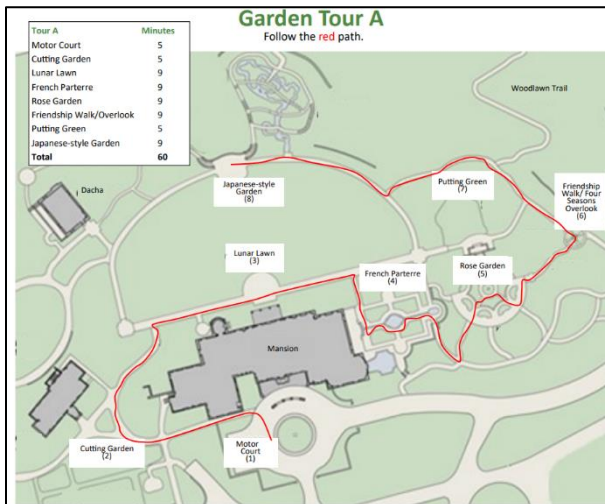 Garden Tour A
Follow the red path.
Tour A Minutes
Motor Court 5
Cutting Garden 5
Lunar Lawn 9
French Parterre 9
Rose Garden 9
Friendship Walk/Overlook 9
Putting Green 5
Japanese-style Garden 9
Total 60
Woodlawn Trail
Dacha
Japanese-style
Garden
(8)
Putting Green
(7)
Friendship
Walk/ Four
Seasons
Overlook
(6)
Lunar Lawn
(3)
French Parterre
(4)
Rose Garden
(5)
Mansion
Cutting Garden
(2)
Motor
Court
(1)